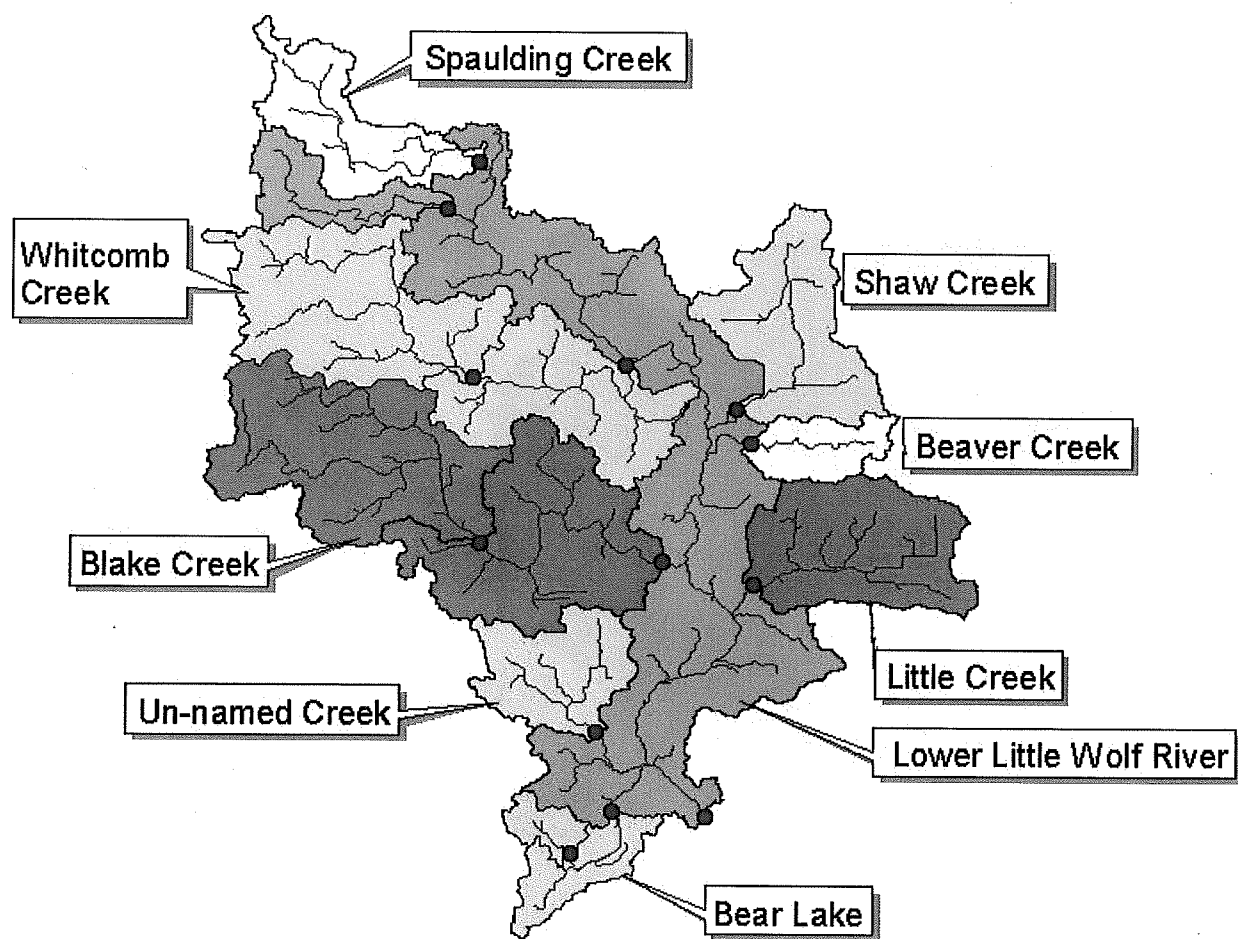 Spaulding Creek
Whitcomb
Creek
Shaw Creek
Beaver Creek
Blake Creek
Little Creek
Un-named Creek
Lower Little Wolf River
Bear Lake